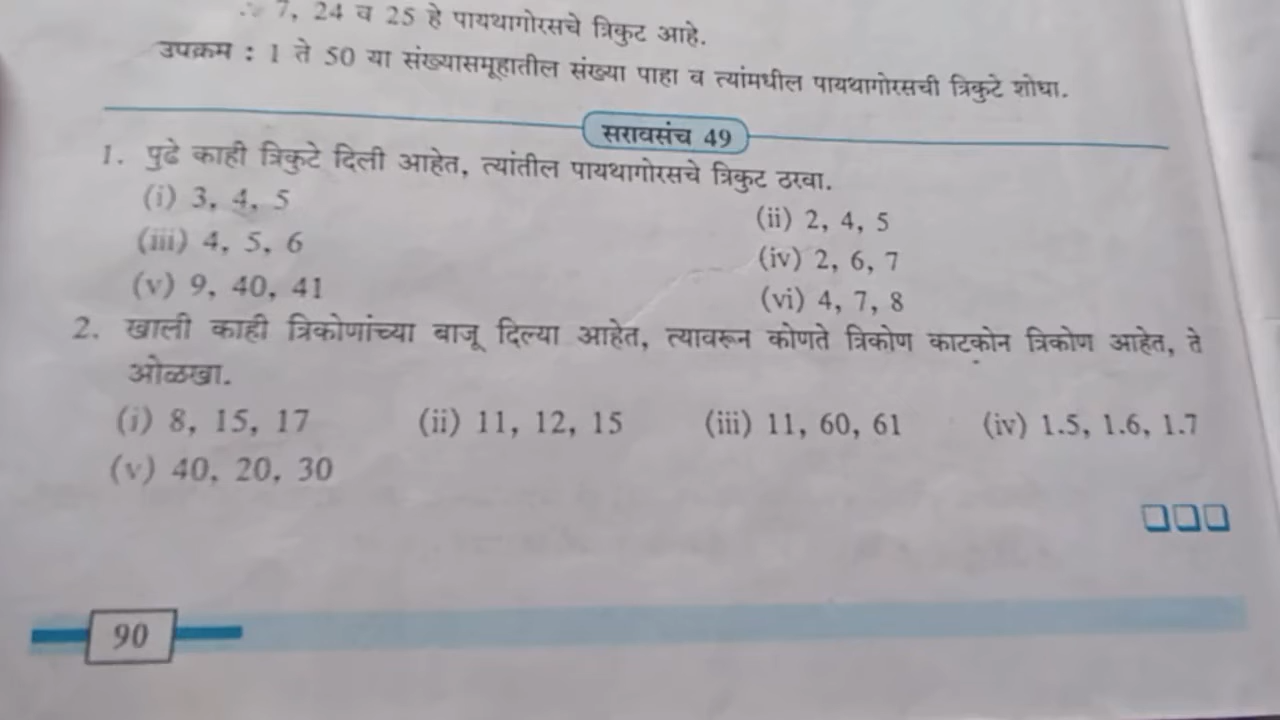 ∴ 7, 24 व 25 हे पायथागोरसचे त्रिकुट आहे.
उपक्रम : 1 ते 50 या संख्यासमूहातील संख्या पाहा व त्यांमधील पायथागोरसची त्रिकुटे शोधा.
सरावसंच 49
1. पुढे काही त्रिकुटे दिली आहेत, त्यांतील पायथागोरसचे त्रिकुट ठरवा.
(i) 3, 4, 5 (ii) 2, 4, 5
(iii) 4, 5, 6 (iv) 2, 6, 7
(v) 9, 40, 41 (vi) 4, 7, 8
2. खाली काही त्रिकोणांच्या बाजू दिल्या आहेत, त्यावरून कोणते त्रिकोण काटकोन त्रिकोण आहेत, ते
ओळखा.
(i) 8, 15, 17 (ii) 11, 12, 15 (iii) 11, 60, 61 (iv) 1.5, 1.6, 1.7
(v) 40, 20, 30
90